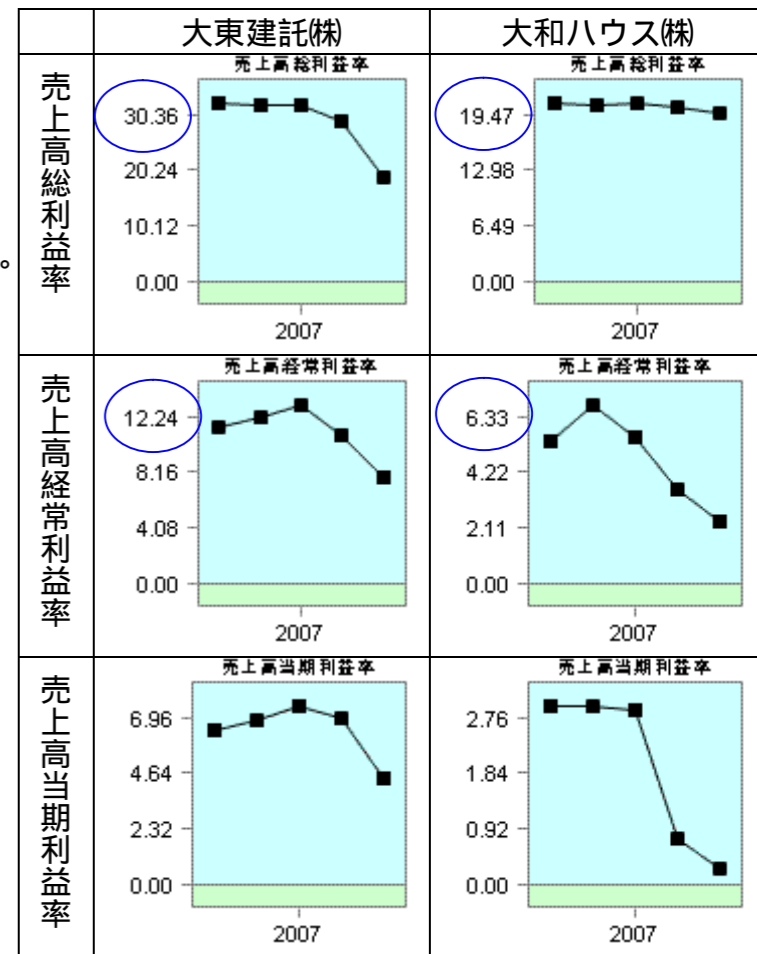 大東建託㈱
大和ハウス㈱
売上高総利益率
売上高総利益率
30.36
20.24
10.12
0.00
2007
売上高総利益率
19.47
12.98
6.49
0.00
2007
。
売上高経常利益率
売上高経常利益率
12.24
8.16
4.08
0.00
2007
売上高経常利益率
6.33
4.22
2.11
0.00
2007
売上高当期利益率
売上高当期利益率
6.96
4.64
2.32
0.00
2007
売上高当期利益率
2.76
1.84
0.92
0.00
2007